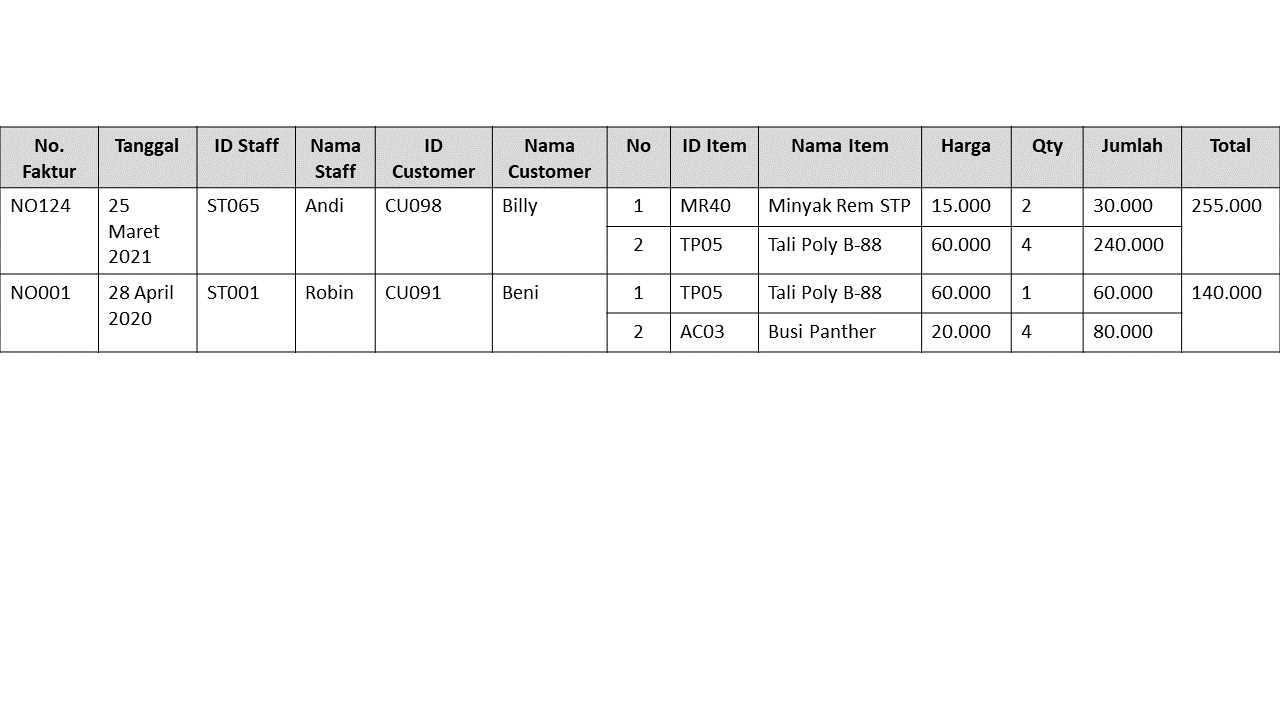 No. Faktur Tanggal ID Staff Nama Staff ID Customer Nama Customer No ID Item Nama Item Harga Qty Jumlah Total
NO124 25 Maret 2021 ST065 Andi CU098 Billy 1 MR40 Minyak Rem STP 15.000 2 30.000 255.000
2 TP05 Tali Poly B-88 60.000 4 240.000
NO001 28 April 2020 ST001 Robin CU091 Beni 1 TP05 Tali Poly B-88 60.000 1 60.000 140.000
2 AC03 Busi Panther 20.000 4 80.000